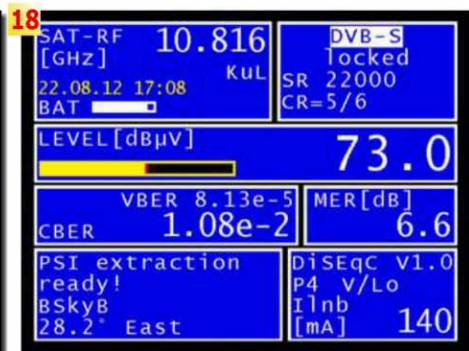 18
SAT-RF 10.816
[GHz] KuL
22.08.12 17:08
BAT
DVB-S
locked
SR 22000
CR=5/6
LEVEL[dBµV] 73.0
VBER 8.13e-5
CBER 1.08e-2
MER[dB]
6.6
PSI extraction
ready!
BSkyB
28.2° East
DiSEqC V1.0
P4 V/Lo
Ilnb
[mA] 140